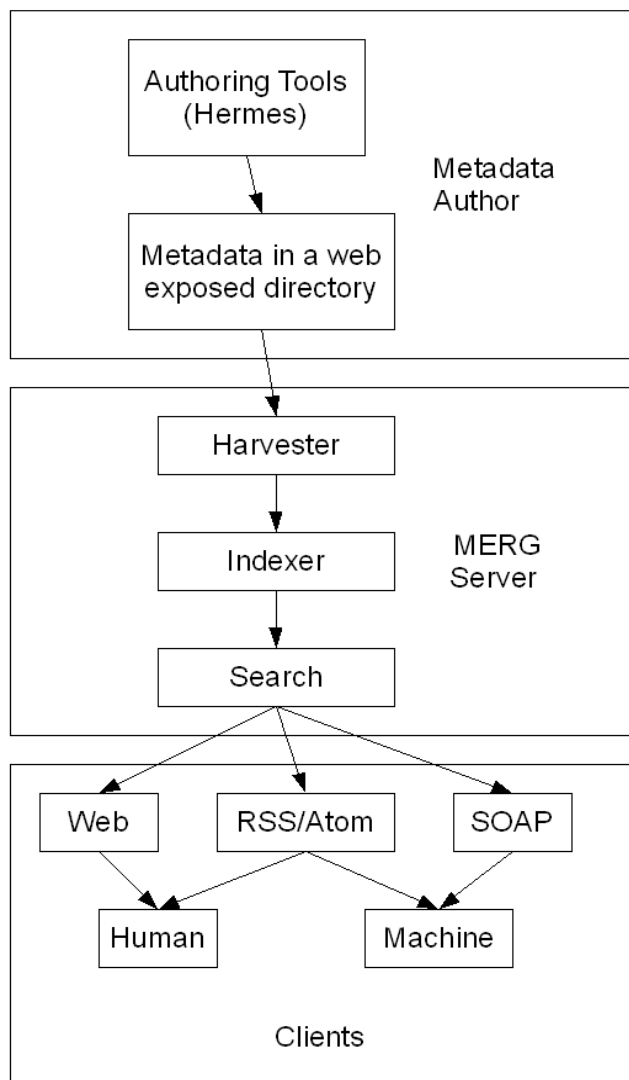 Authoring Tools
(Hermes)
Metadata
Author
Metadata in a web
exposed directory
Harvester
Indexer
MERG
Server
Search
Web
RSS/Atom
SOAP
Human
Machine
Clients